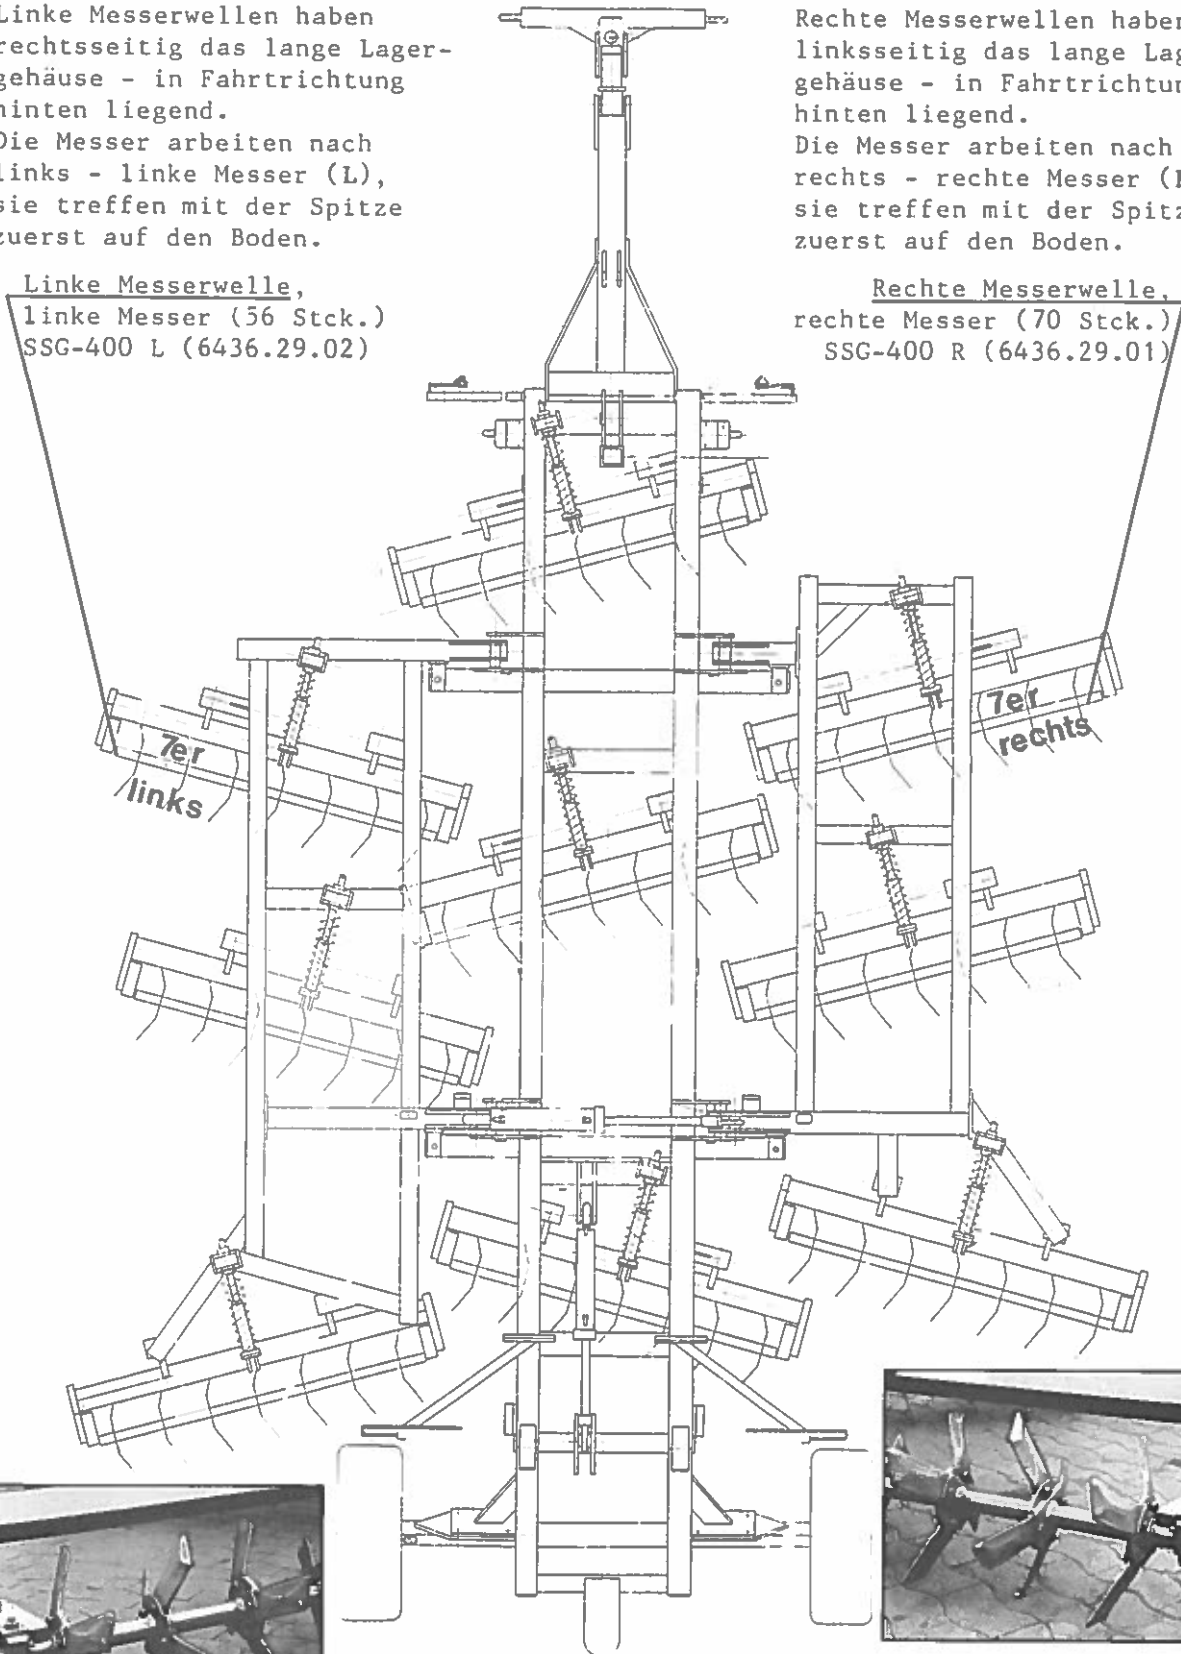 Linke Messerwellen haben
rechtsseitig das lange Lager-
gehäuse - in Fahrtrichtung
hinten liegend.
Die Messer arbeiten nach
links - linke Messer (L),
sie treffen mit der Spitze
zuerst auf den Boden.
Linke Messerwelle,
linke Messer (56 Stck.)
SSG-400 L (6436.29.02)
Rechte Messerwellen haben
linksseitig das lange Lag
gehäuse - in Fahrtrichtun
hinten liegend.
Die Messer arbeiten nach
rechts - rechte Messer (
sie treffen mit der Spitz
zuerst auf den Boden.
Rechte Messerwelle,
rechte Messer (70 Stck.)
SSG-400 R (6436.29.01)
7er
links
7er
rechts